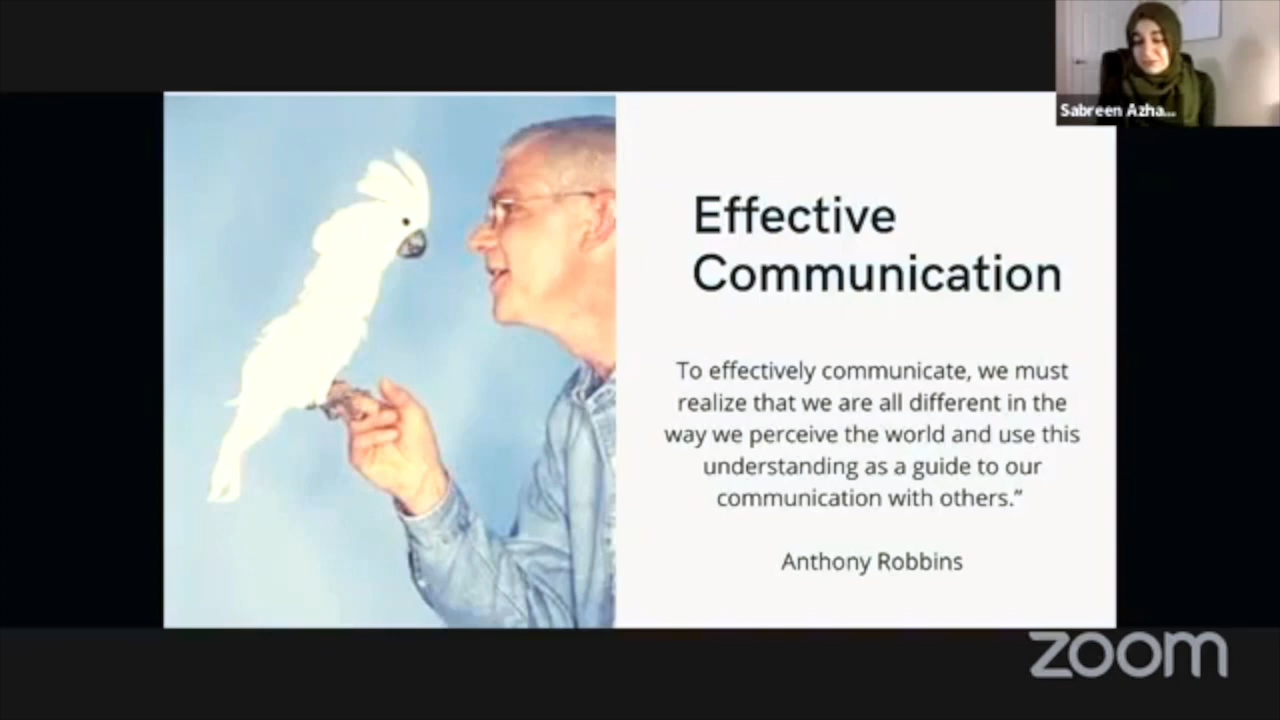 Sabreen Azha...
Effective
Communication
To effectively communicate, we must
realize that we are all different in the
way we perceive the world and use this
understanding as a guide to our
communication with others.”
Anthony Robbins
zoom